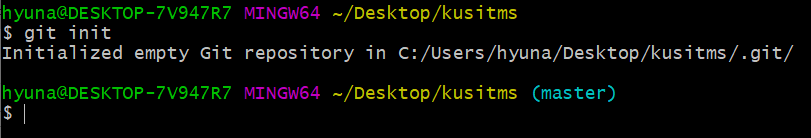 hyuna@DESKTOP-7V947R7 MINGW64 ~/Desktop/kusitms
$ git init
Initialized empty Git repository in C:/Users/hyuna/Desktop/kusitms/.git/
hyuna@DESKTOP-7V947R7 MINGW64 ~/Desktop/kusitms (master)
$